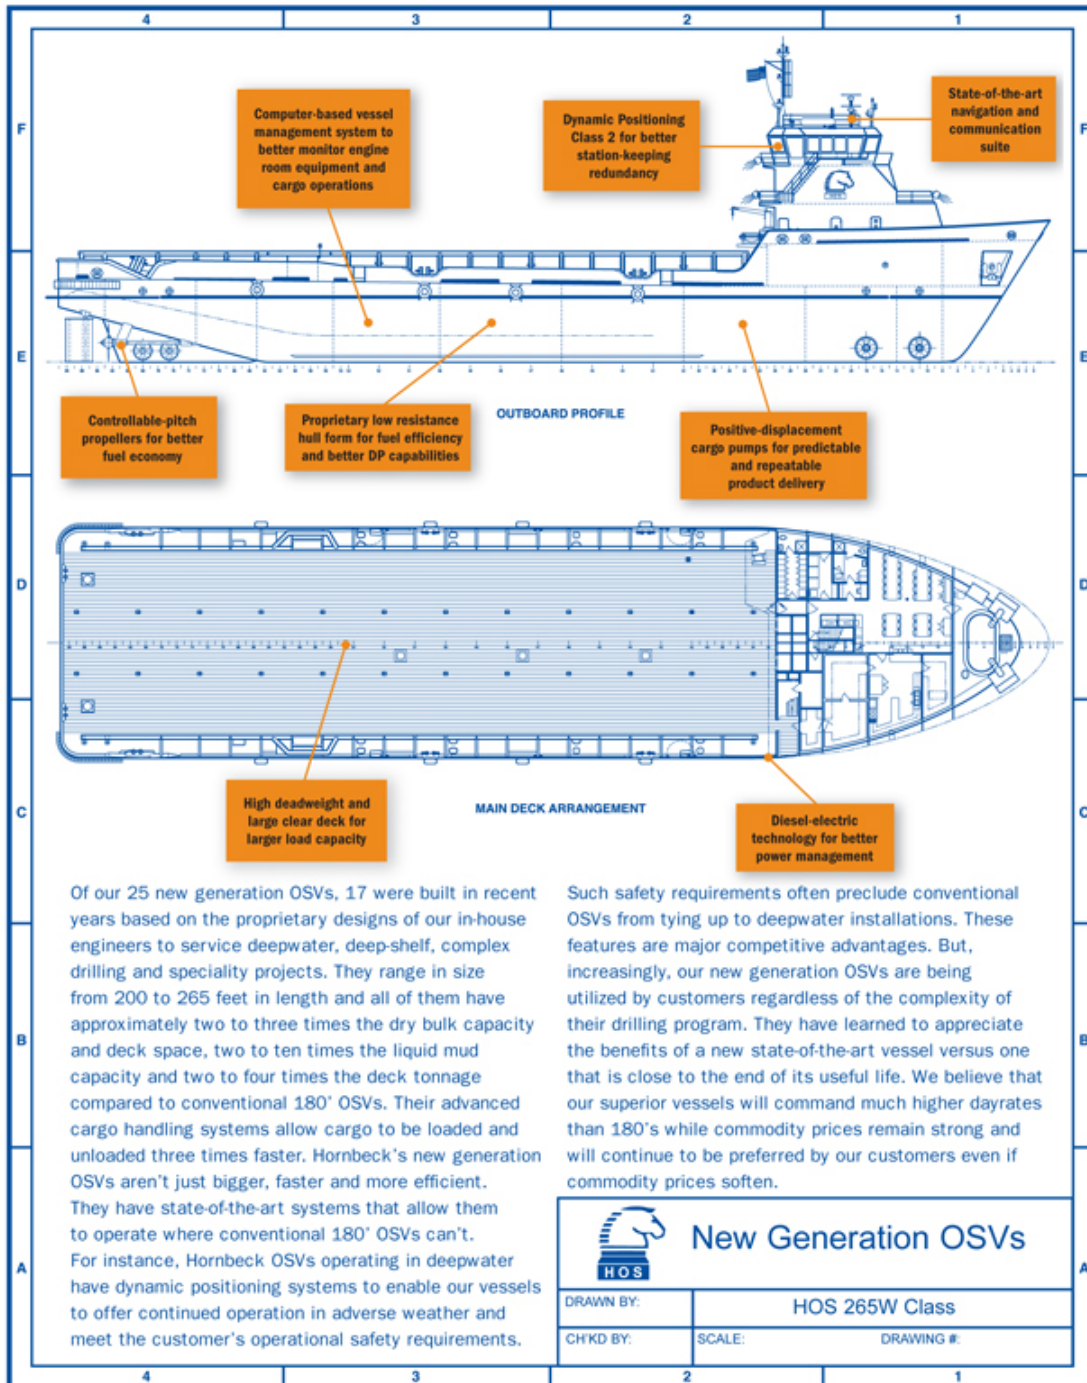 4 3 2 1
F
F
Computer-based vessel
management system to
better monitor engine
room equipment and
cargo operations
Dynamic Positioning
Class 2 for better
station-keeping
redundancy
State-of-the-art
navigation and
communication
suite
E
E
Controllable-pitch
propellers for better
fuel economy
Proprietary low resistance
hull form for fuel efficiency
and better DP capabilities
OUTBOARD PROFILE
Positive-displacement
cargo pumps for predictable
and repeatable
product delivery
D
D
High deadweight and
large clear deck for
larger load capacity
MAIN DECK ARRANGEMENT
Diesel-electric
technology for better
power management
C
C
Of our 25 new generation OSVs, 17 were built in recent
years based on the proprietary designs of our in-house
engineers to service deepwater, deep-shelf, complex
drilling and speciality projects. They range in size
from 200 to 265 feet in length and all of them have
approximately two to three times the dry bulk capacity
and deck space, two to ten times the liquid mud
capacity and two to four times the deck tonnage
compared to conventional 180' OSVs. Their advanced
cargo handling systems allow cargo to be loaded and
unloaded three times faster. Hornbeck's new generation
OSVs aren't just bigger, faster and more efficient.
They have state-of-the-art systems that allow them
to operate where conventional 180' OSVs can't.
For instance, Hornbeck OSVs operating in deepwater
have dynamic positioning systems to enable our vessels
to offer continued operation in adverse weather and
meet the customer's operational safety requirements.
Such safety requirements often preclude conventional
OSVs from tying up to deepwater installations. These
features are major competitive advantages. But,
increasingly, our new generation OSVs are being
utilized by customers regardless of the complexity of
their drilling program. They have learned to appreciate
the benefits of a new state-of-the-art vessel versus one
that is close to the end of its useful life. We believe that
our superior vessels will command much higher dayrates
than 180's while commodity prices remain strong and
will continue to be preferred by our customers even if
commodity prices soften.
B
B
A
A
HOS
New Generation OSVs
DRAWN BY:
HOS 265W Class
CH'KD BY:
SCALE:
DRAWING #:
4 3 2 1